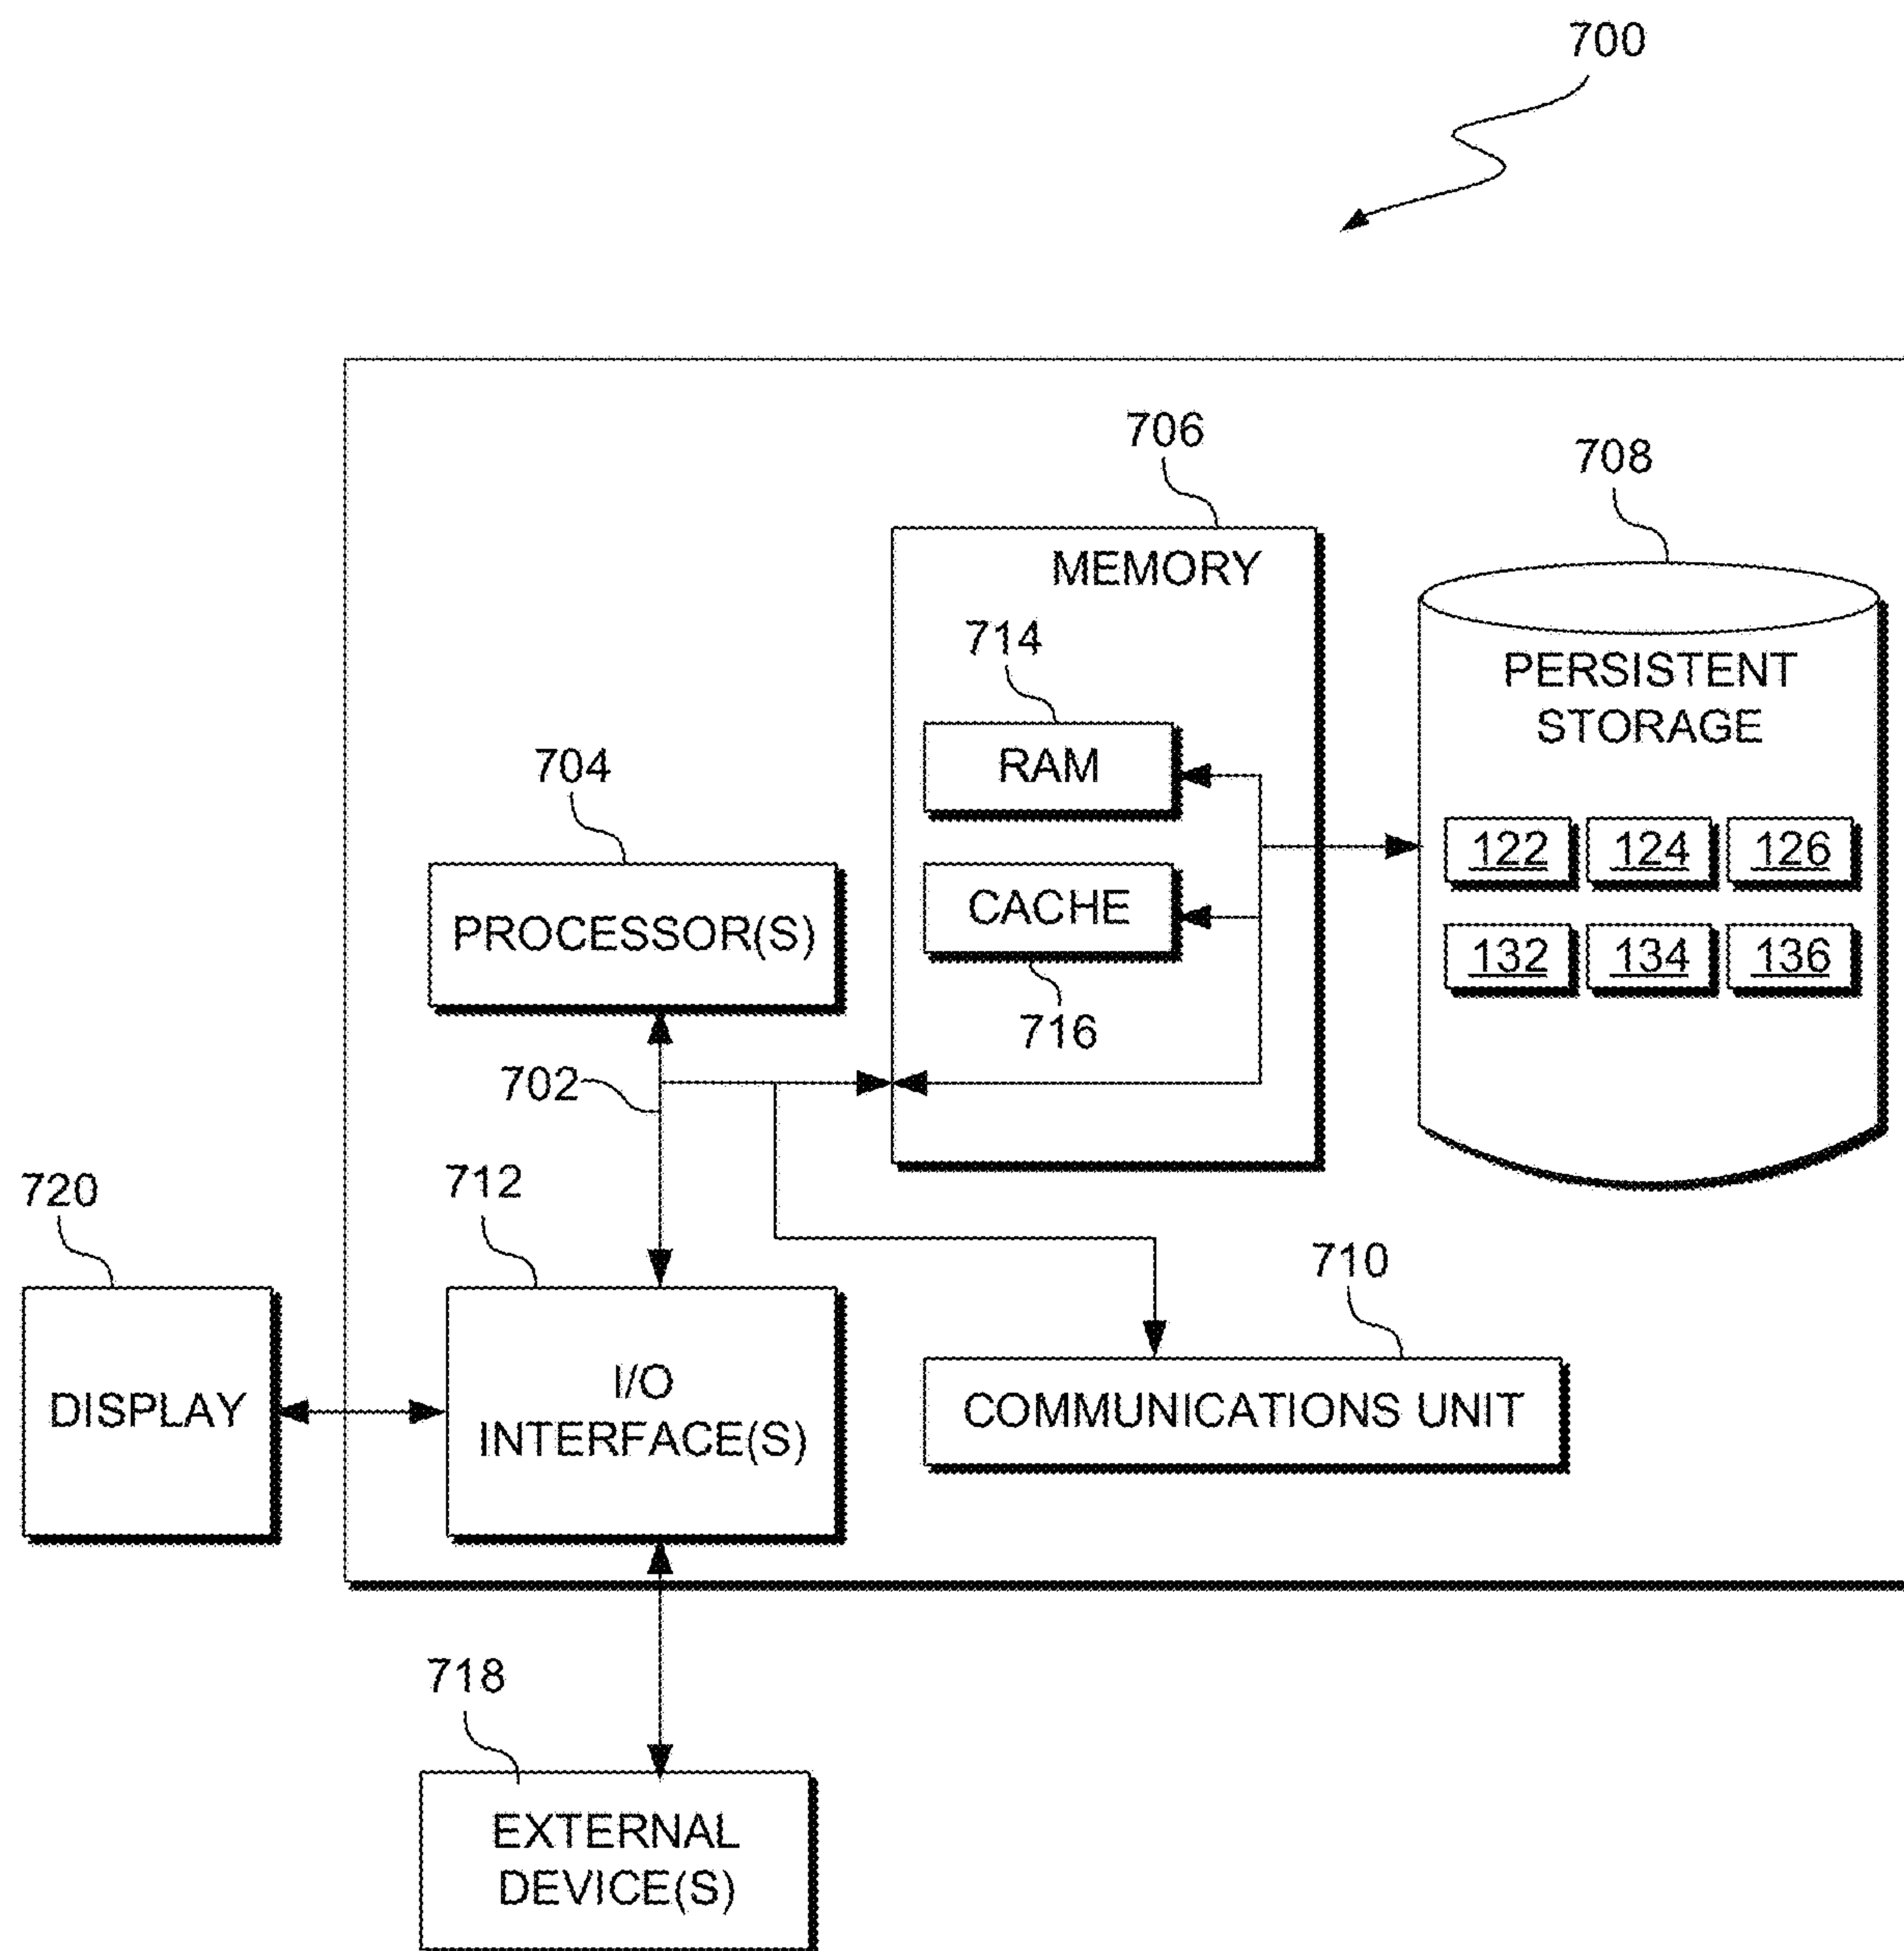 700
706
708
MEMORY
714
PERSISTENT
STORAGE
RAM
704
122 124 126
CACHE
PROCESSOR(S)
132 134 136
716
702
720
712
710
DISPLAY
I/O
INTERFACE(S)
COMMUNICATIONS UNIT
718
EXTERNAL
DEVICE(S)